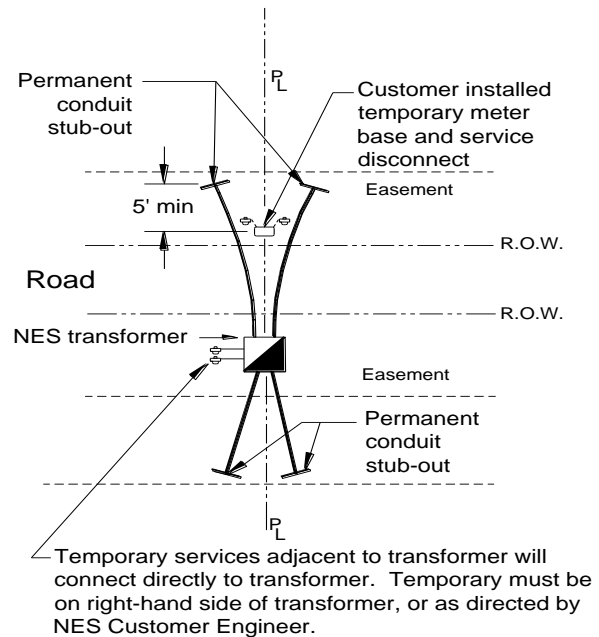 PL
Permanent
conduit
stub-out
Customer installed
temporary meter
base and service
disconnect
Easement
5' min
R.O.W.
Road
R.O.W.
NES transformer
Easement
Permanent
conduit
stub-out
PL
Temporary services adjacent to transformer will
connect directly to transformer. Temporary must be
on right-hand side of transformer, or as directed by
NES Customer Engineer.